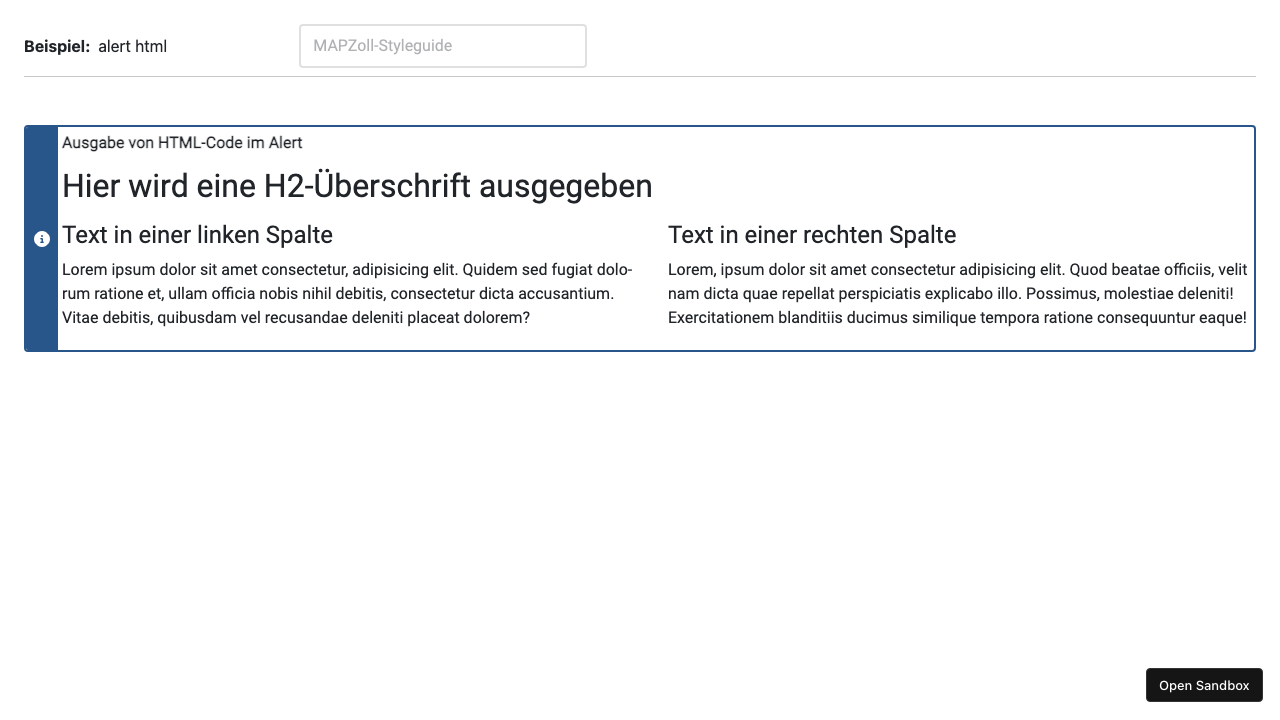 Beispiel: alert html
MAPZoll-Styleguide
Ausgabe von HTML-Code im Alert
Hier wird eine H2-Überschrift ausgegeben
Text in einer linken Spalte
Lorem ipsum dolor sit amet consectetur, adipisicing elit. Quidem sed fugiat dolo-
rum ratione et, ullam officia nobis nihil debitis, consectetur dicta accusantium.
Vitae debitis, quibusdam vel recusandae deleniti placeat dolorem?
Text in einer rechten Spalte
Lorem, ipsum dolor sit amet consectetur adipisicing elit. Quod beatae officiis, velit
nam dicta quae repellat perspiciatis explicabo illo. Possimus, molestiae deleniti!
Exercitationem blanditiis ducimus similique tempora ratione consequuntur eaque!
Open Sandbox